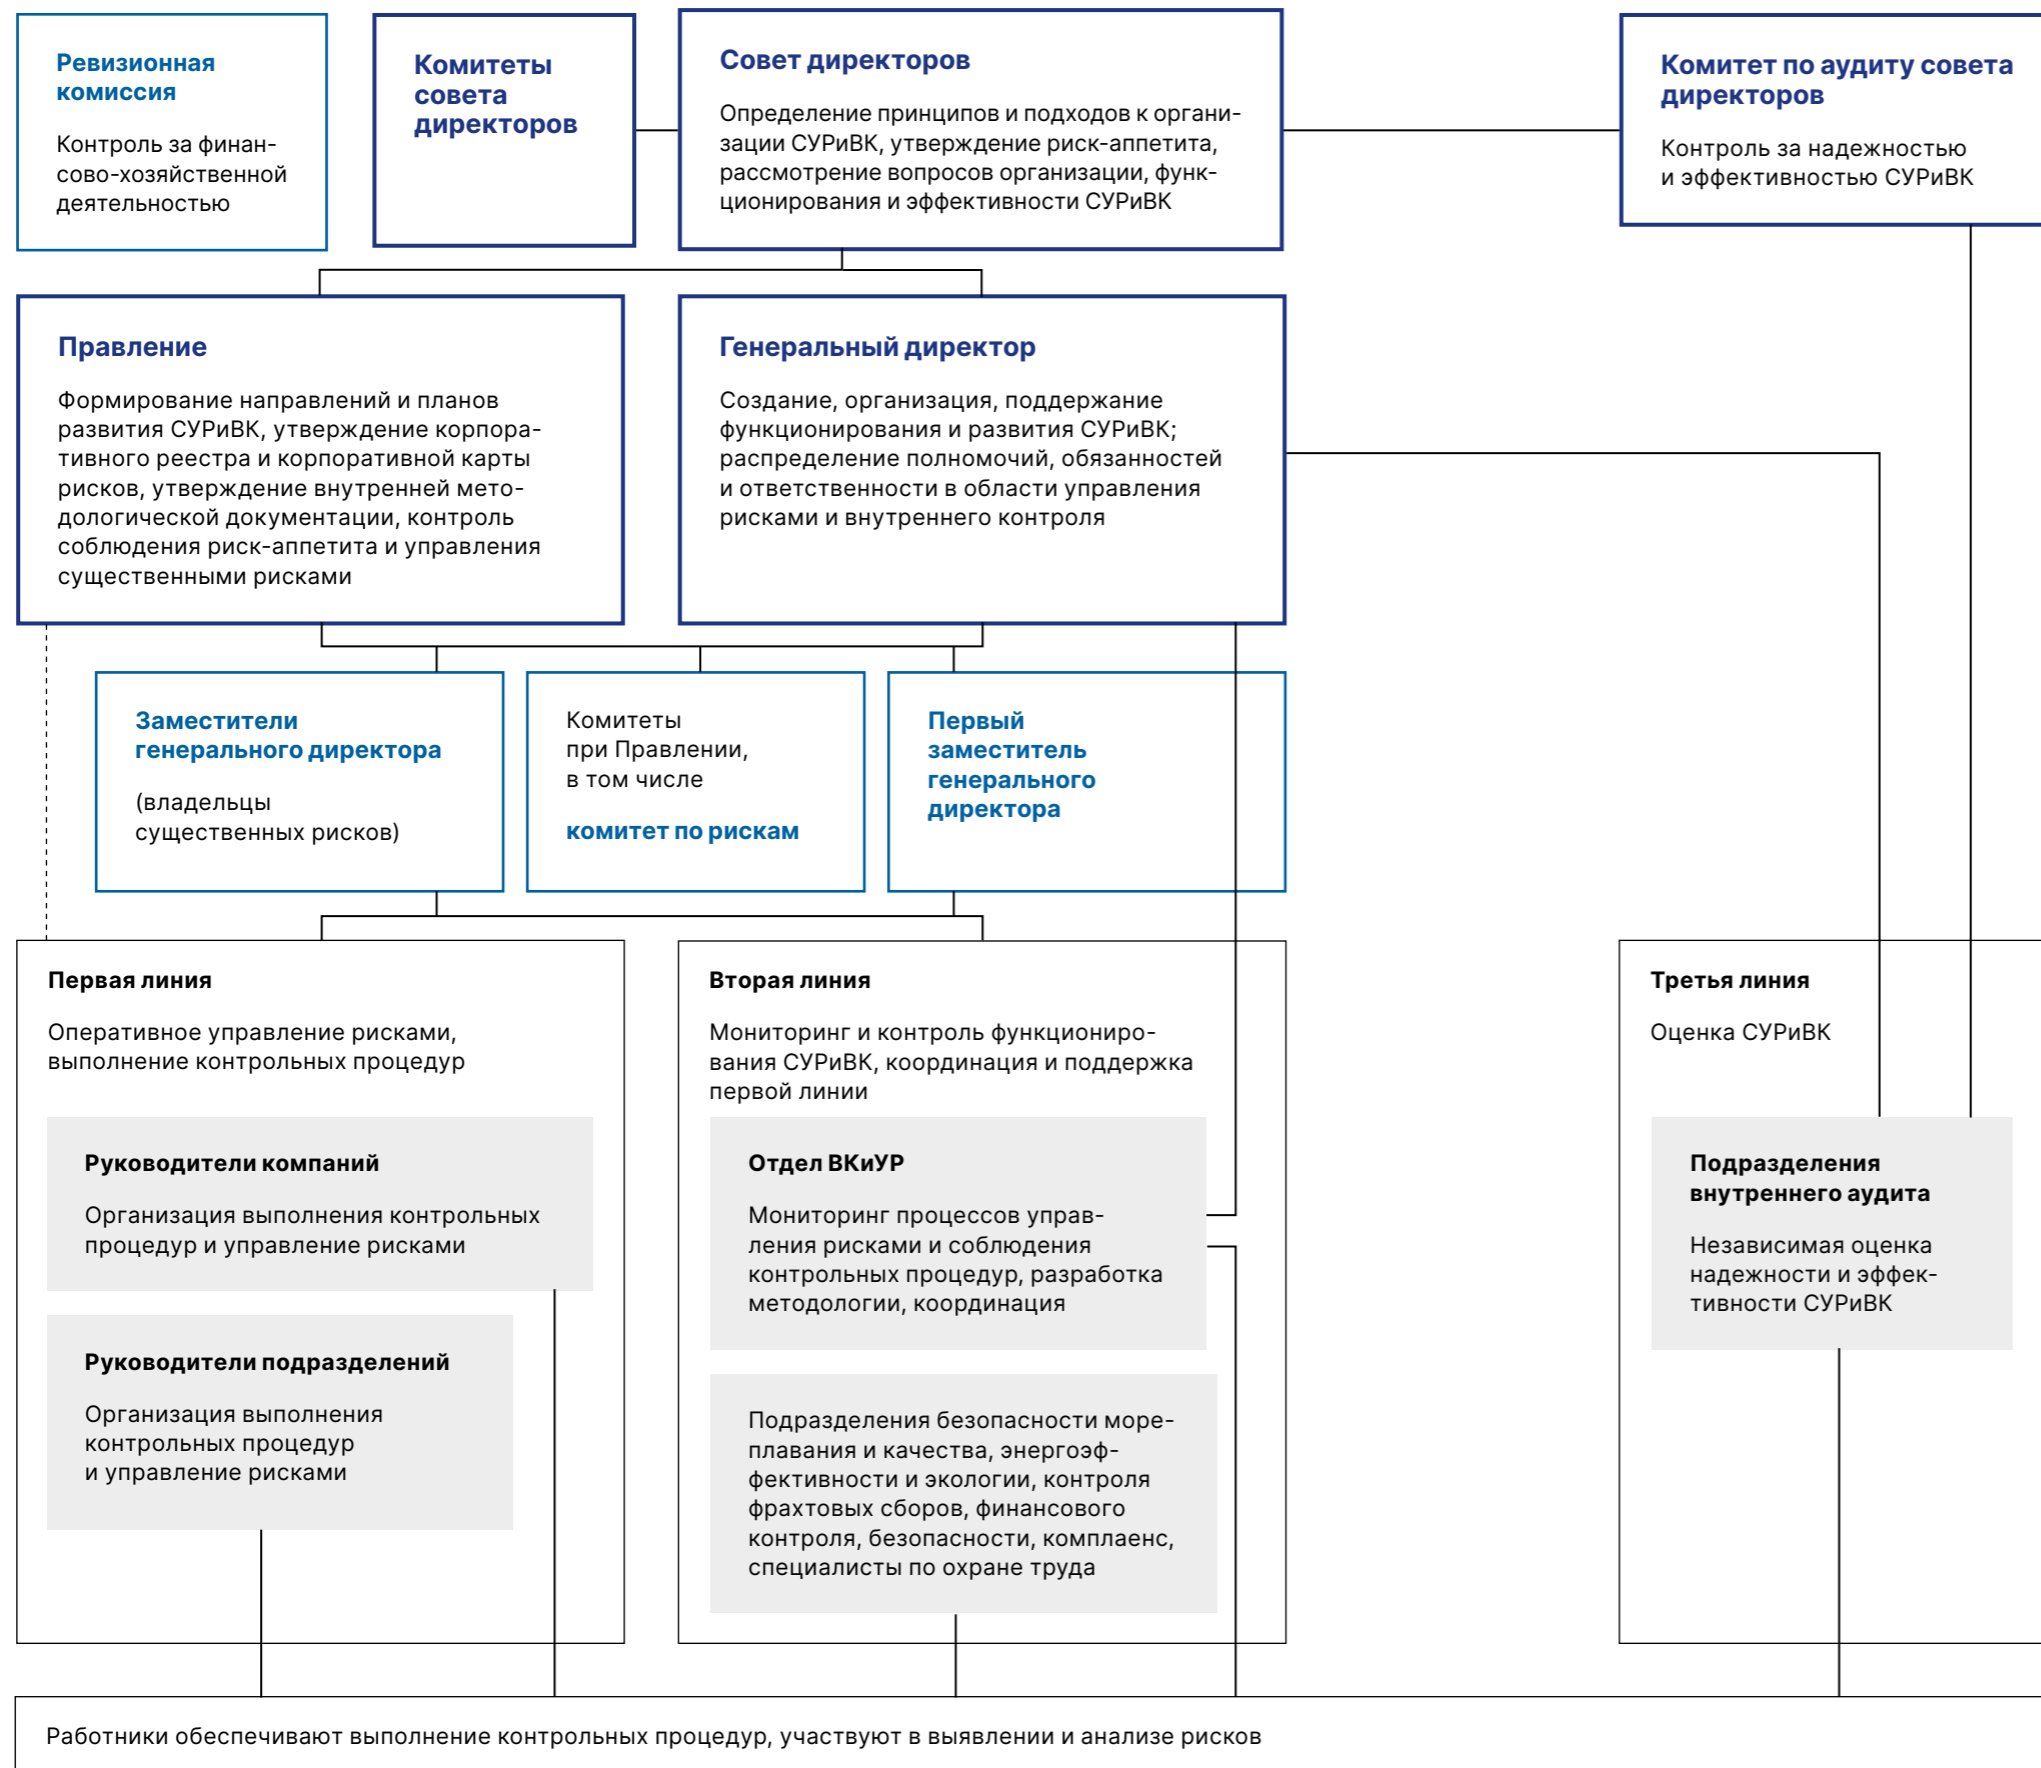 Ревизионная
комиссия
Контроль за финан-
сово-хозяйственной
деятельностью
Комитеты
совета
директоров
Совет директоров
Определение принципов и подходов к органи-
зации СУРиВК, утверждение риск-аппетита,
рассмотрение вопросов организации, функ-
ционирования и эффективности СУРиВК
Комитет по аудиту совета
директоров
Контроль за надежностью
и эффективностью СУРиВК
Правление
Формирование направлений и планов
развития СУРиВК, утверждение корпора-
тивного реестра и корпоративной карты
рисков, утверждение внутренней мето-
дологической документации, контроль
соблюдения риск-аппетита и управления
существенными рисками
Генеральный директор
Создание, организация, поддержание
функционирования и развития СУРиВК;
распределение полномочий, обязанностей
и ответственности в области управления
рисками и внутреннего контроля
Заместители
генерального директора
(владельцы
существенных рисков)
Комитеты
при Правлении,
в том числе
комитет по рискам
Первый
заместитель
генерального
директора
Первая линия
Оперативное управление рисками,
выполнение контрольных процедур
Руководители компаний
Организация выполнения контрольных
процедур и управление рисками
Руководители подразделений
Организация выполнения
контрольных процедур
и управление рисками
Вторая линия
Мониторинг и контроль функциониро-
вания СУРиВК, координация и поддержка
первой линии
Отдел ВКиУР
Мониторинг процессов управ-
ления рисками и соблюдения
контрольных процедур, разработка
методологии, координация
Подразделения безопасности море-
плавания и качества, энергоэф-
фективности и экологии, контроля
фрахтовых сборов, финансового
контроля, безопасности, комплаенс,
специалисты по охране труда
Третья линия
Оценка СУРиВК
Подразделения
внутреннего аудита
Независимая оценка
надежности и эффек-
тивности СУРиВК
Работники обеспечивают выполнение контрольных процедур, участвуют в выявлении и анализе рисков